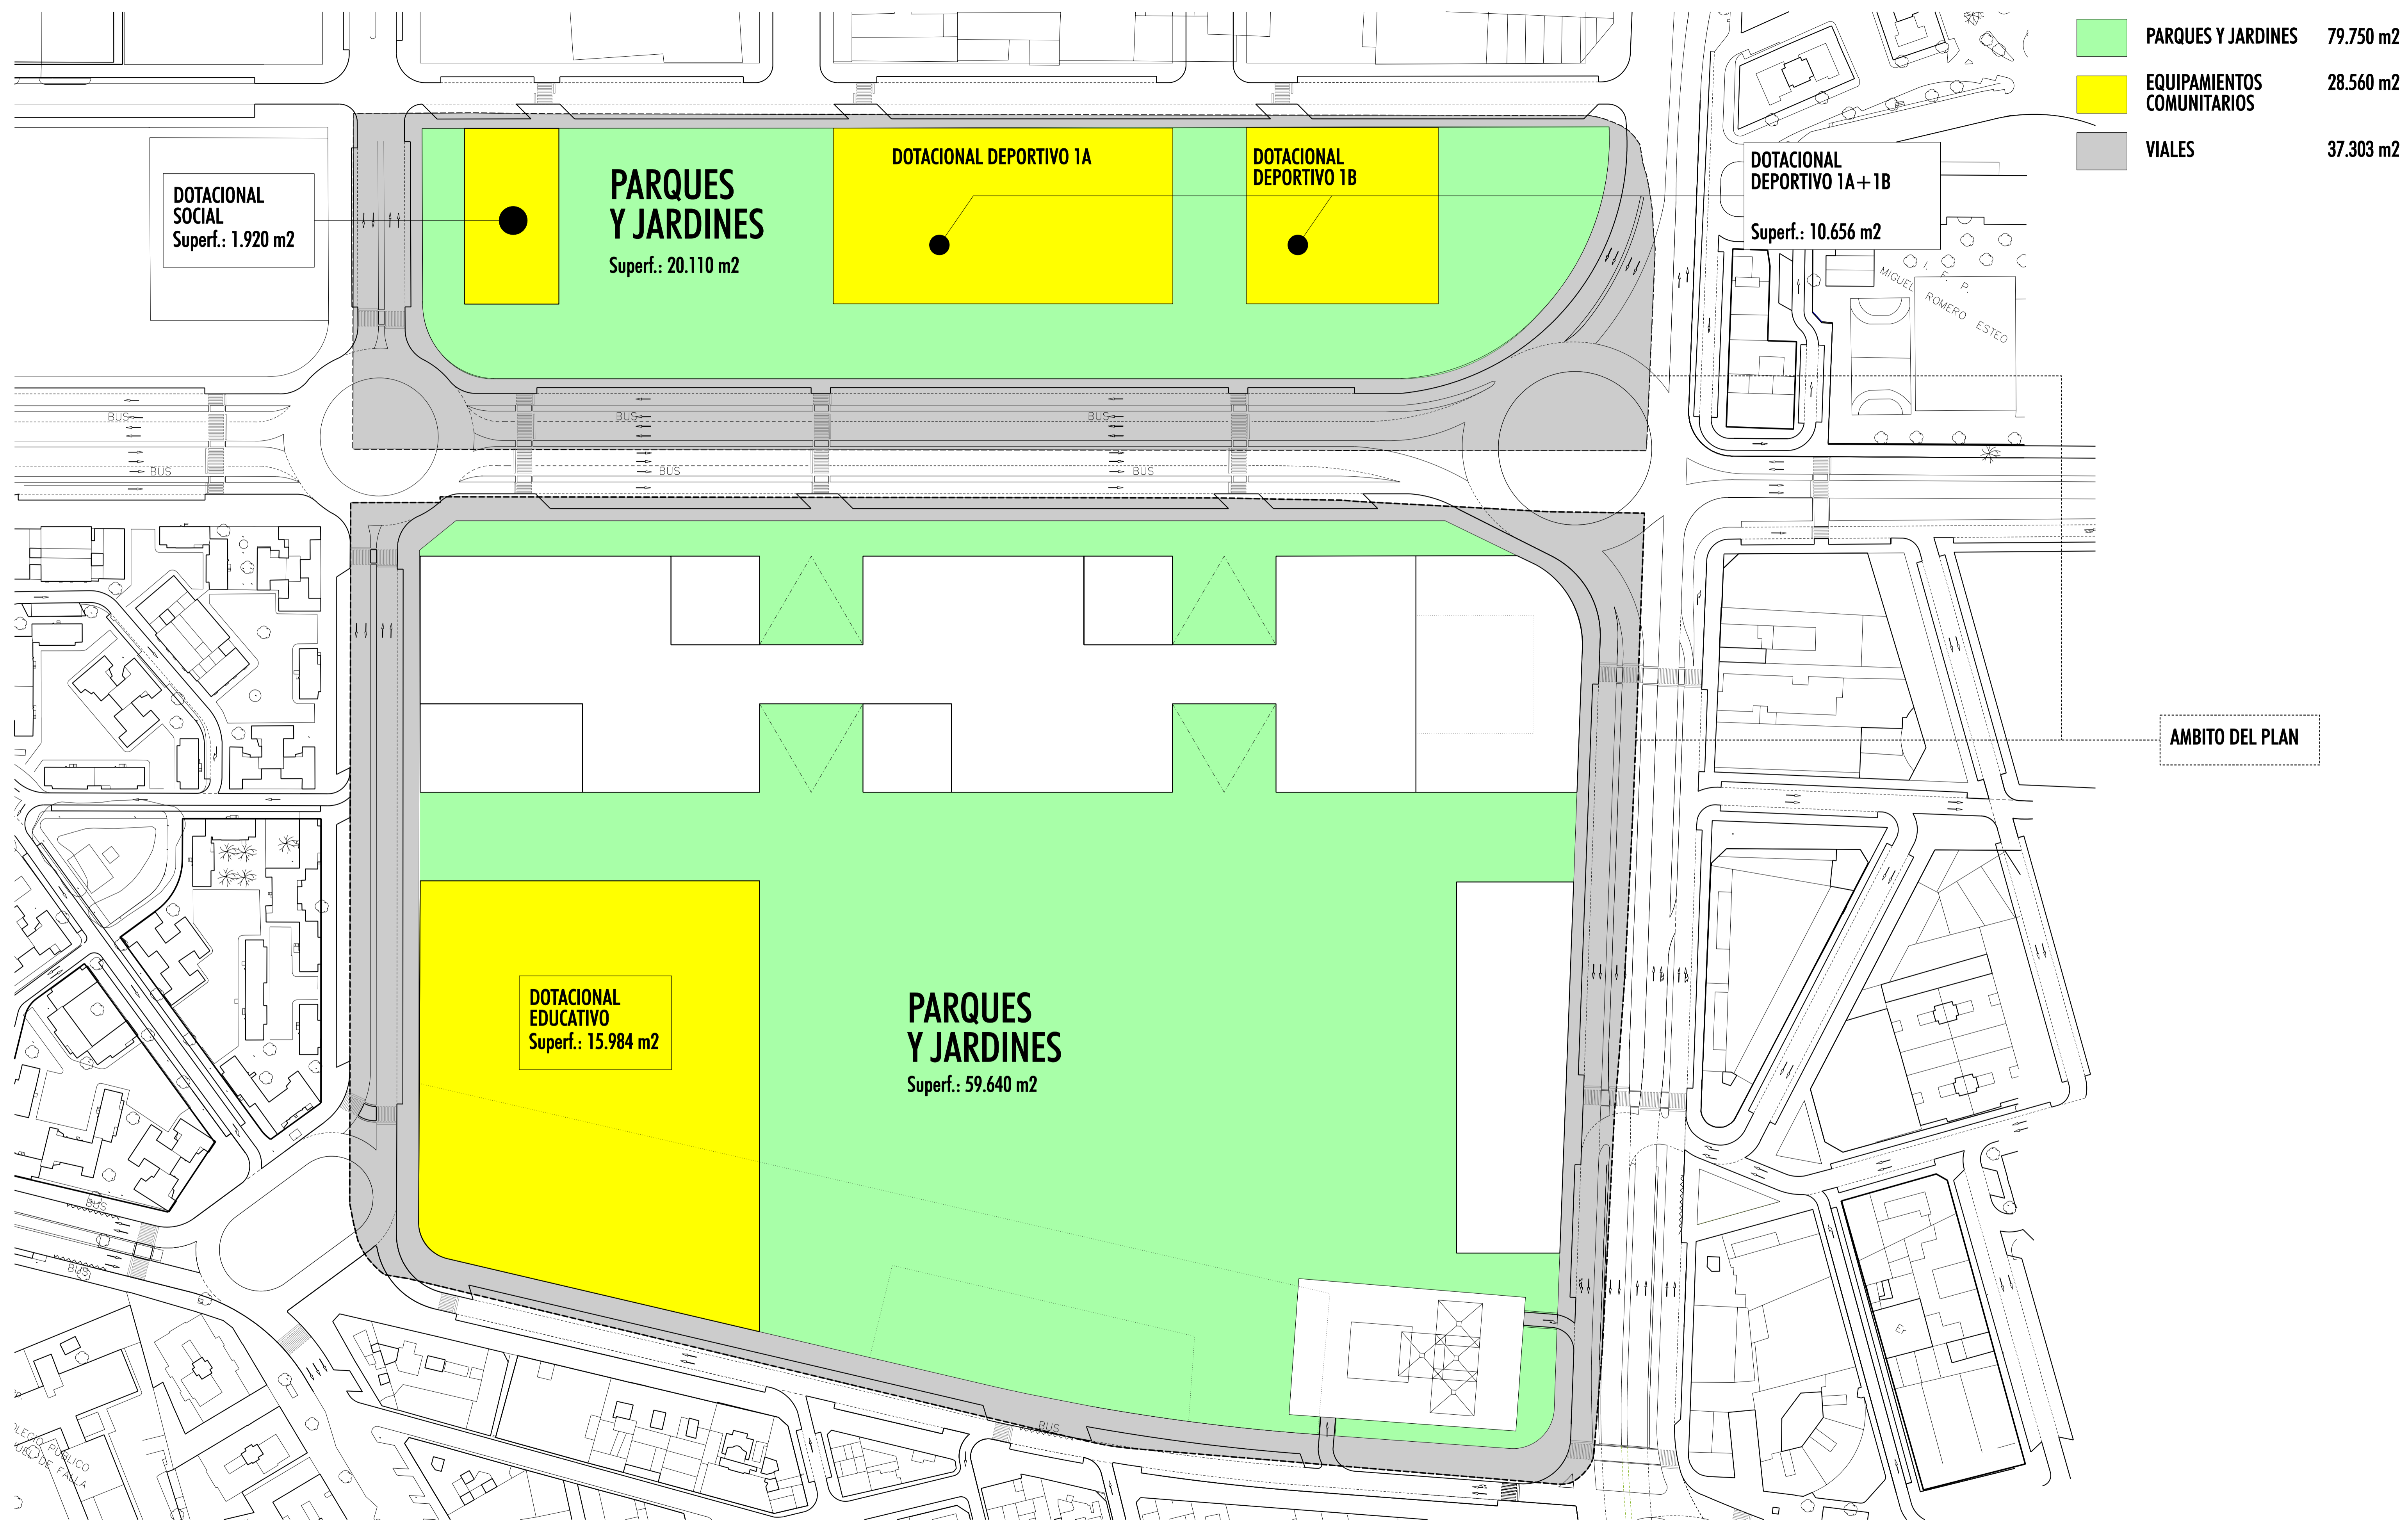 PARQUES Y JARDINES 79.750 m2
EQUIPAMIENTOS COMUNITARIOS 28.560 m2
VIALES 37.303 m2
DOTACIONAL
SOCIAL
Superf.: 1.920 m2
PARQUES
Y JARDINES
Superf.: 20.110 m2
DOTACIONAL DEPORTIVO 1A
DOTACIONAL
DEPORTIVO 1B
DOTACIONAL
DEPORTIVO 1A+1B
Superf.: 10.656 m2
I. F. P.
MIGUEL ROMERO ESTEO
BUS
BUS
BUS
BUS
BUS
BUS
AMBITO DEL PLAN
DOTACIONAL
EDUCATIVO
Superf.: 15.984 m2
PARQUES
Y JARDINES
Superf.: 59.640 m2
BUS
BUS
BUS
PUBLICO
DE FALLA